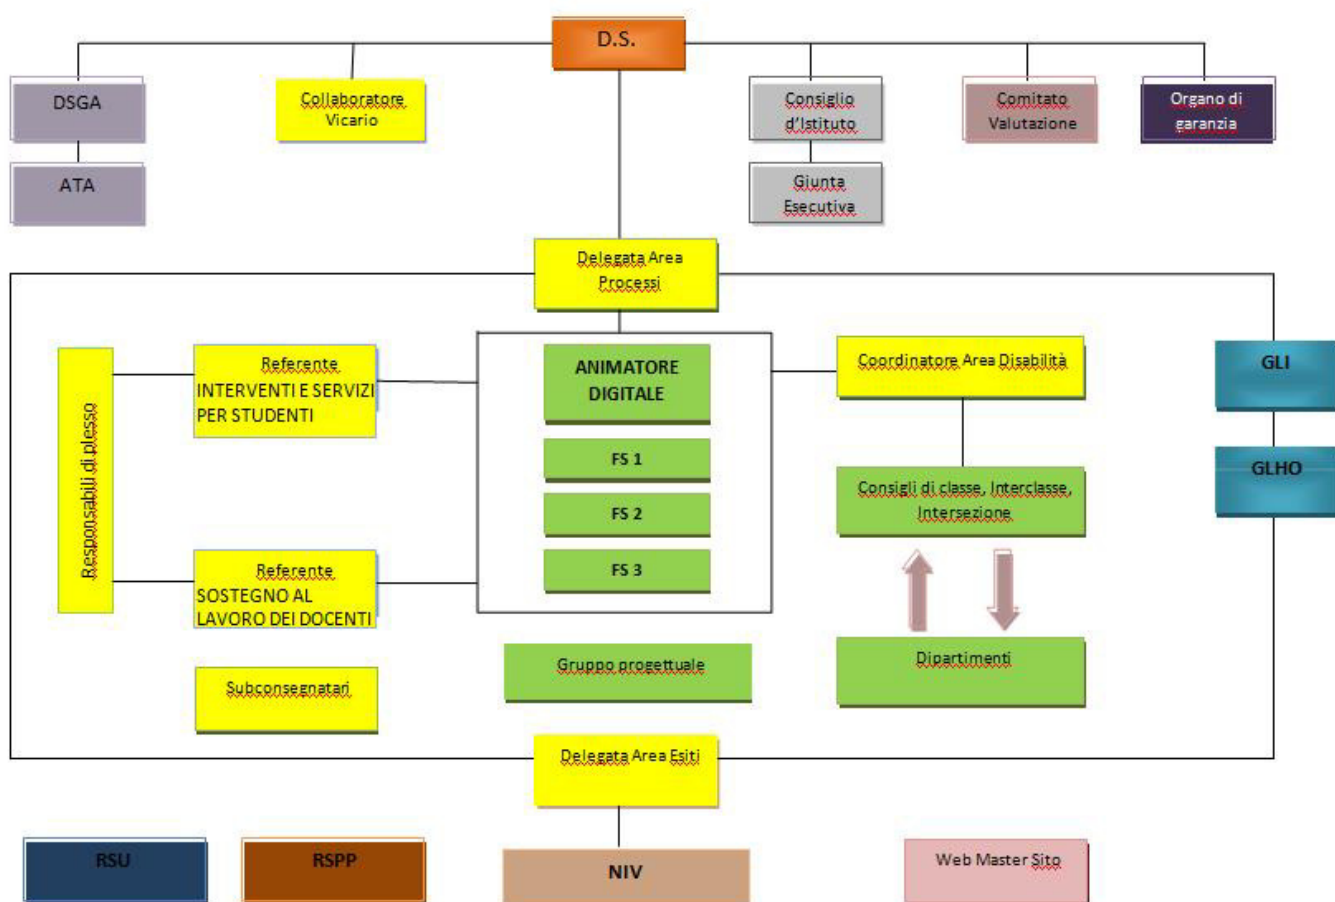 D.S.
DSGA
Collaboratore
Vicario
Consiglio
d'Istituto
Comitato
Valutazione
Organo di
garanzia
ATA
Giunta
Esecutiva
Delegata Area
Processi
Responsabili di plesso
Referente
INTERVENTI E SERVIZI
PER STUDENTI
ANIMATORE
DIGITALE
FS 1
FS 2
FS 3
Coordinatore Area Disabilità
GLI
GLHO
Consigli di classe, Interclasse,
Intersezione
Referente
SOSTEGNO AL
LAVORO DEI DOCENTI
Subconsegnatari
Gruppo progettuale
Dipartimenti
Delegata Area Esiti
RSU
RSPP
NIV
Web Master Sito